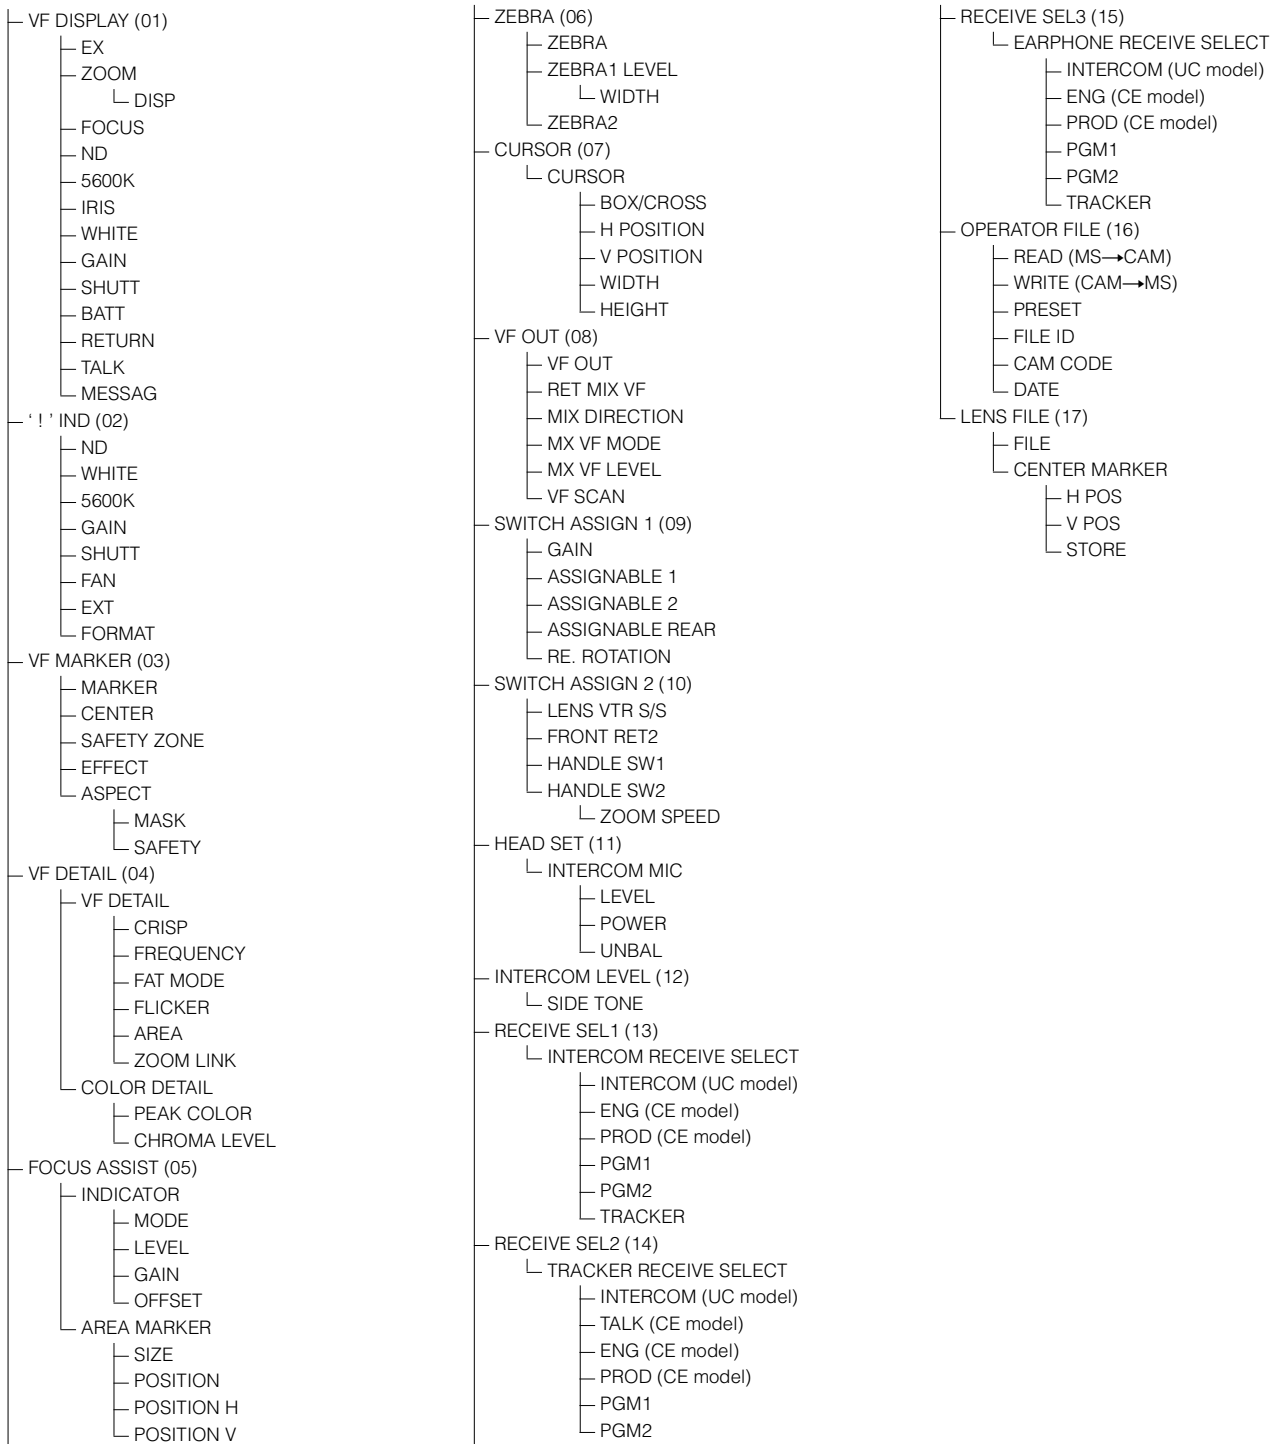 VF DISPLAY (01)
EX
ZOOM
DISP
FOCUS
ND
5600K
IRIS
WHITE
GAIN
SHUTT
BATT
RETURN
TALK
MESSAG
‘ ! ’ IND (02)
ND
WHITE
5600K
GAIN
SHUTT
FAN
EXT
FORMAT
VF MARKER (03)
MARKER
CENTER
SAFETY ZONE
EFFECT
ASPECT
MASK
SAFETY
VF DETAIL (04)
VF DETAIL
CRISP
FREQUENCY
FAT MODE
FLICKER
AREA
ZOOM LINK
COLOR DETAIL
PEAK COLOR
CHROMA LEVEL
FOCUS ASSIST (05)
INDICATOR
MODE
LEVEL
GAIN
OFFSET
AREA MARKER
SIZE
POSITION
POSITION H
POSITION V
ZEBRA (06)
ZEBRA
ZEBRA1 LEVEL
WIDTH
ZEBRA2
CURSOR (07)
CURSOR
BOX/CROSS
H POSITION
V POSITION
WIDTH
HEIGHT
VF OUT (08)
VF OUT
RET MIX VF
MIX DIRECTION
MX VF MODE
MX VF LEVEL
VF SCAN
SWITCH ASSIGN 1 (09)
GAIN
ASSIGNABLE 1
ASSIGNABLE 2
ASSIGNABLE REAR
RE. ROTATION
SWITCH ASSIGN 2 (10)
LENS VTR S/S
FRONT RET2
HANDLE SW1
HANDLE SW2
ZOOM SPEED
HEAD SET (11)
INTERCOM MIC
LEVEL
POWER
UNBAL
INTERCOM LEVEL (12)
SIDE TONE
RECEIVE SEL1 (13)
INTERCOM RECEIVE SELECT
INTERCOM (UC model)
ENG (CE model)
PROD (CE model)
PGM1
PGM2
TRACKER
RECEIVE SEL2 (14)
TRACKER RECEIVE SELECT
INTERCOM (UC model)
TALK (CE model)
ENG (CE model)
PROD (CE model)
PGM1
PGM2
RECEIVE SEL3 (15)
EARPHONE RECEIVE SELECT
INTERCOM (UC model)
ENG (CE model)
PROD (CE model)
PGM1
PGM2
TRACKER
OPERATOR FILE (16)
READ (MS→CAM)
WRITE (CAM→MS)
PRESET
FILE ID
CAM CODE
DATE
LENS FILE (17)
FILE
CENTER MARKER
H POS
V POS
STORE